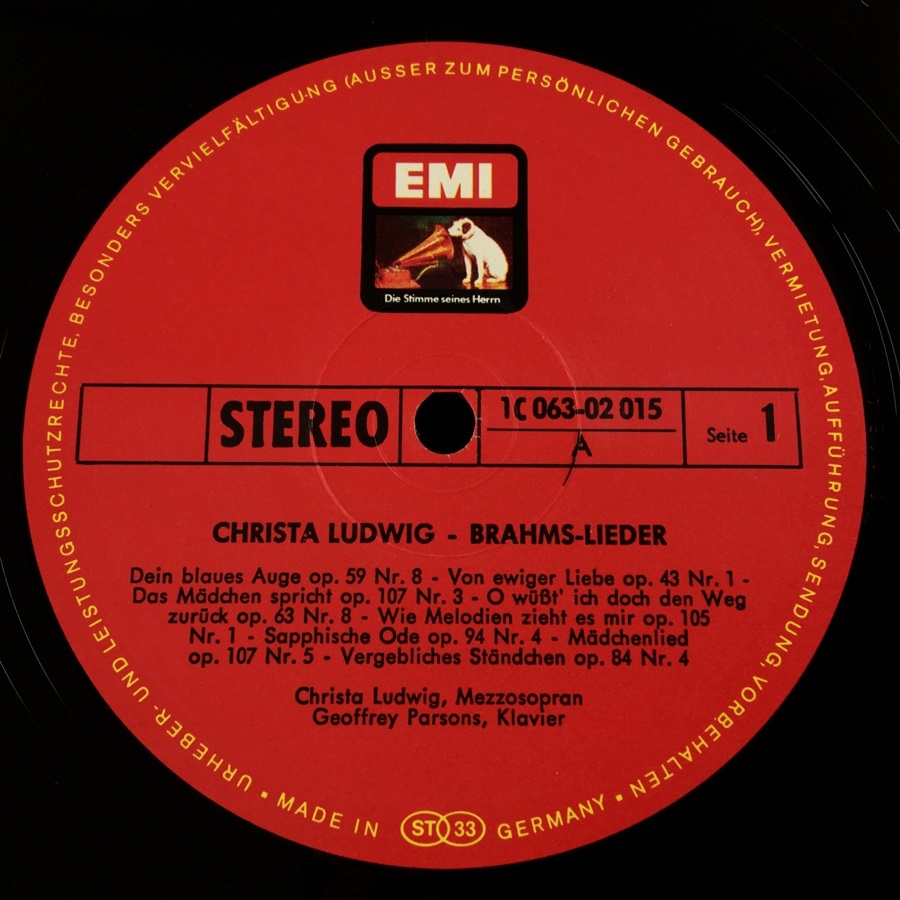 URHEBER- UND LEISTUNGSSCHUTZRECHTE, BESONDERS VERVIELFÄLTIGUNG (AUSSER ZUM PERSÖNLICHEN GEBRAUCH), VERMIETUNG, AUFFÜHRUNG, SENDUNG, VORBEHALTEN
EMI
Die Stimme seines Herrn
STEREO
1C 063-02 015
A
Seite 1
CHRISTA LUDWIG - BRAHMS-LIEDER
Dein blaues Auge op. 59 Nr. 8 - Von ewiger Liebe op. 43 Nr. 1 -
Das Mädchen spricht op. 107 Nr. 3 - O wüßt' ich doch den Weg
zurück op. 63 Nr. 8 - Wie Melodien zieht es mir op. 105
Nr. 1 - Sapphische Ode op. 94 Nr. 4 - Mädchenlied
op. 107 Nr. 5 - Vergebliches Ständchen op. 84 Nr. 4
Christa Ludwig, Mezzosopran
Geoffrey Parsons, Klavier
▪ MADE IN ST 33 GERMANY ▪